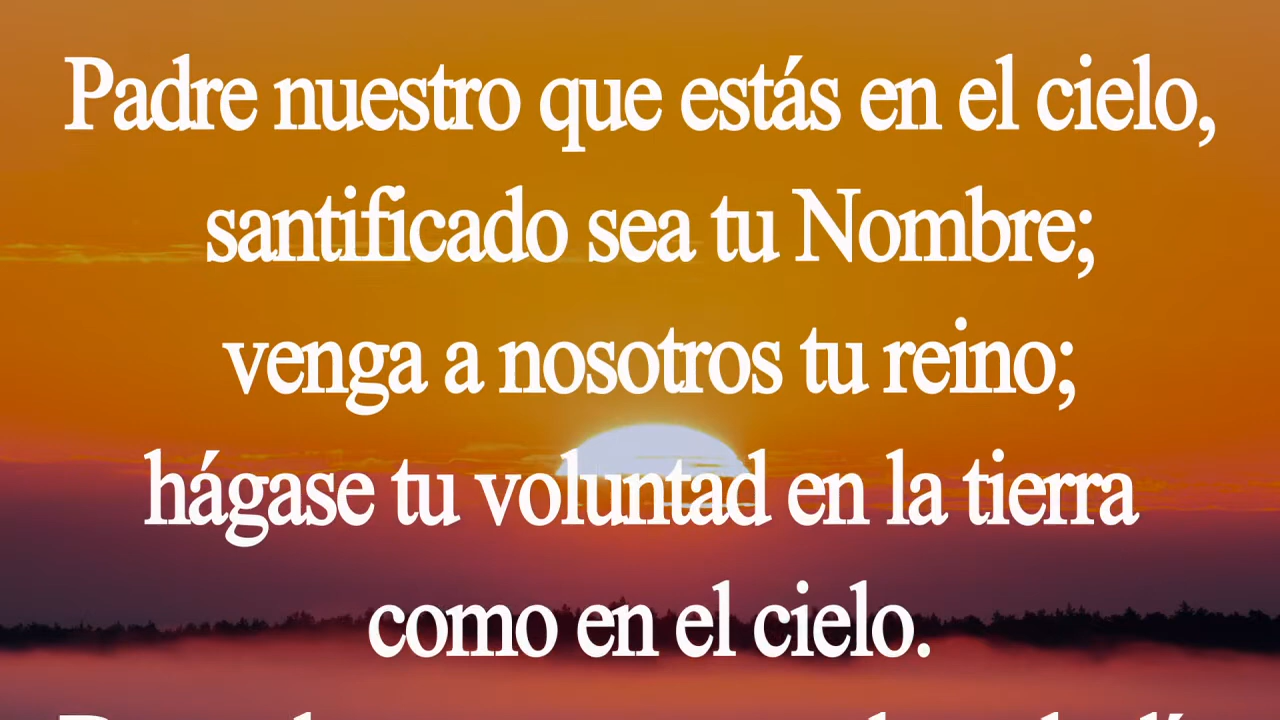 Padre nuestro que estás en el cielo,
santificado sea tu Nombre;
venga a nosotros tu reino;
hágase tu voluntad en la tierra
como en el cielo.